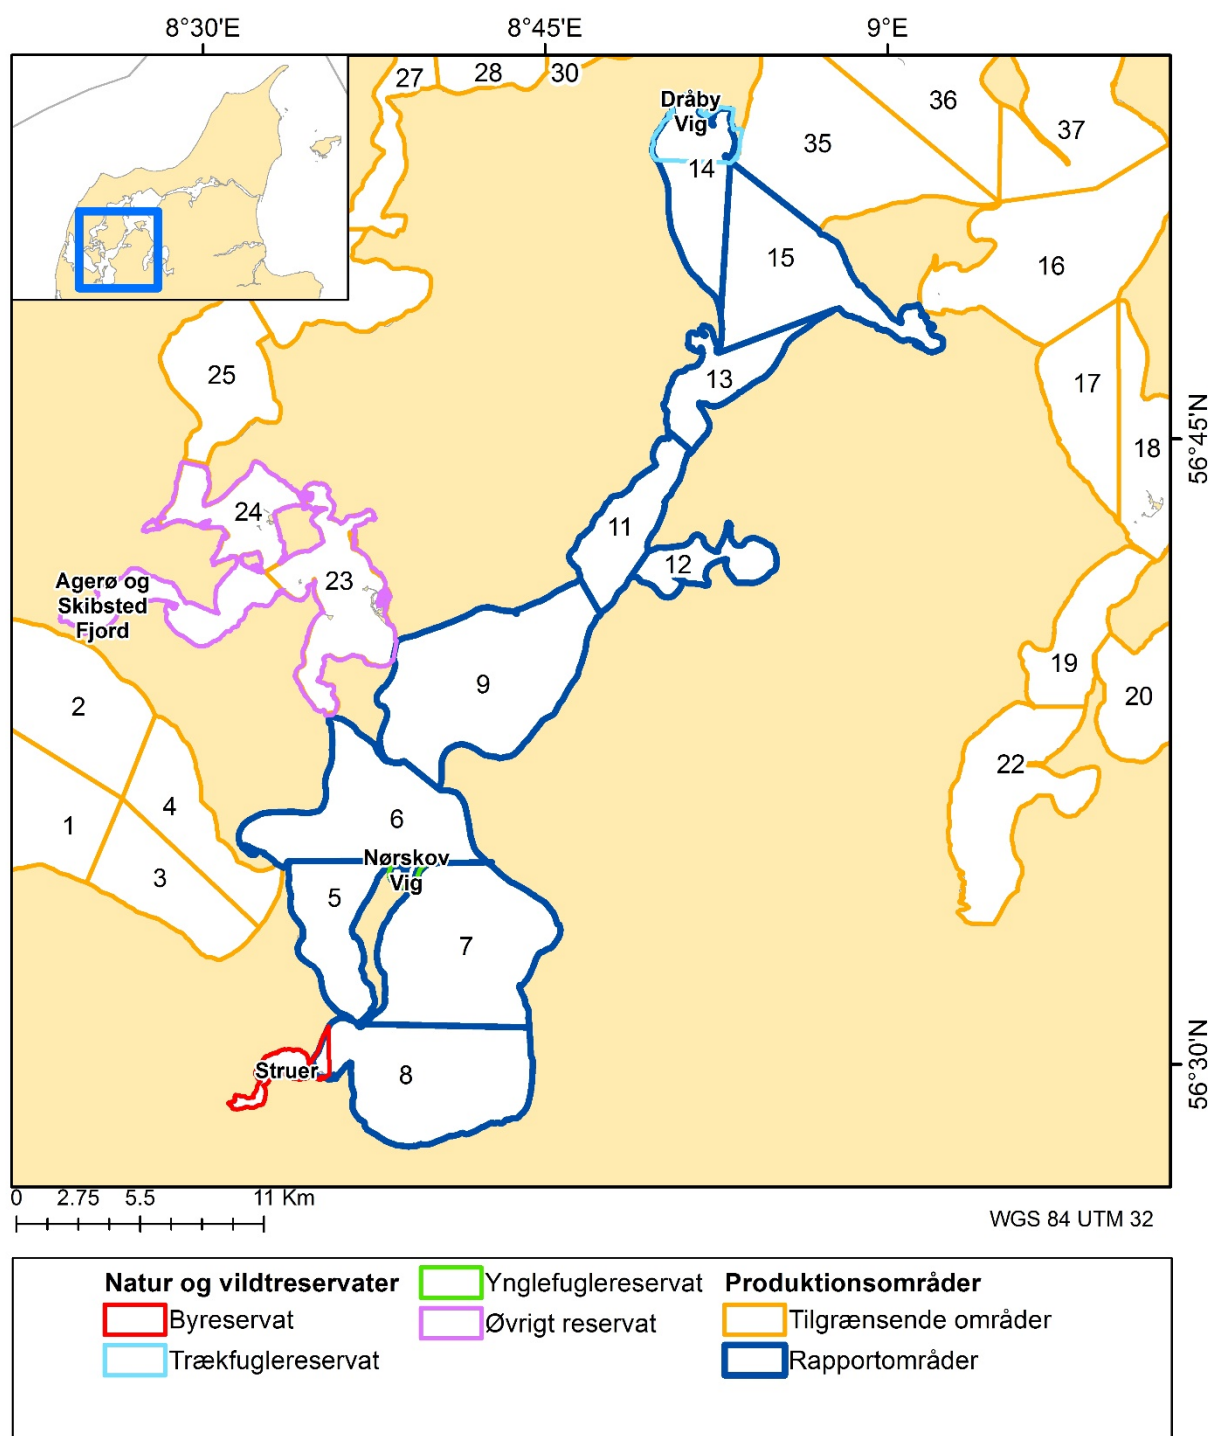 8°30'E
8°45'E
9°E
27
28
30
Dråby
Vig
36
37
35
14
15
16
25
13
17
18
56°45'N
24
11
12
23
Agerø og
Skibsted
Fjord
9
19
20
2
22
4
6
1
3
Nørskov
Vig
5
7
Struer
8
56°30'N
0 2.75 5.5 11 Km
WGS 84 UTM 32
Natur og vildtreservater
Byreservat
Trækfuglereservat
Ynglefuglereservat
Øvrigt reservat
Produktionsområder
Tilgrænsende områder
Rapportområder